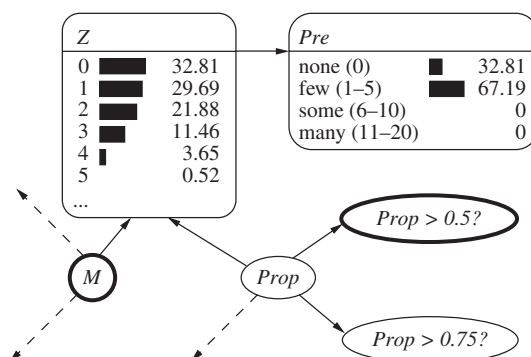 Z
0 32.81
1 29.69
2 21.88
3 11.46
4 3.65
5 0.52
...
Pre
none (0) 32.81
few (1–5) 67.19
some (6–10) 0
many (11–20) 0
Prop > 0.5?
M
Prop
Prop > 0.75?